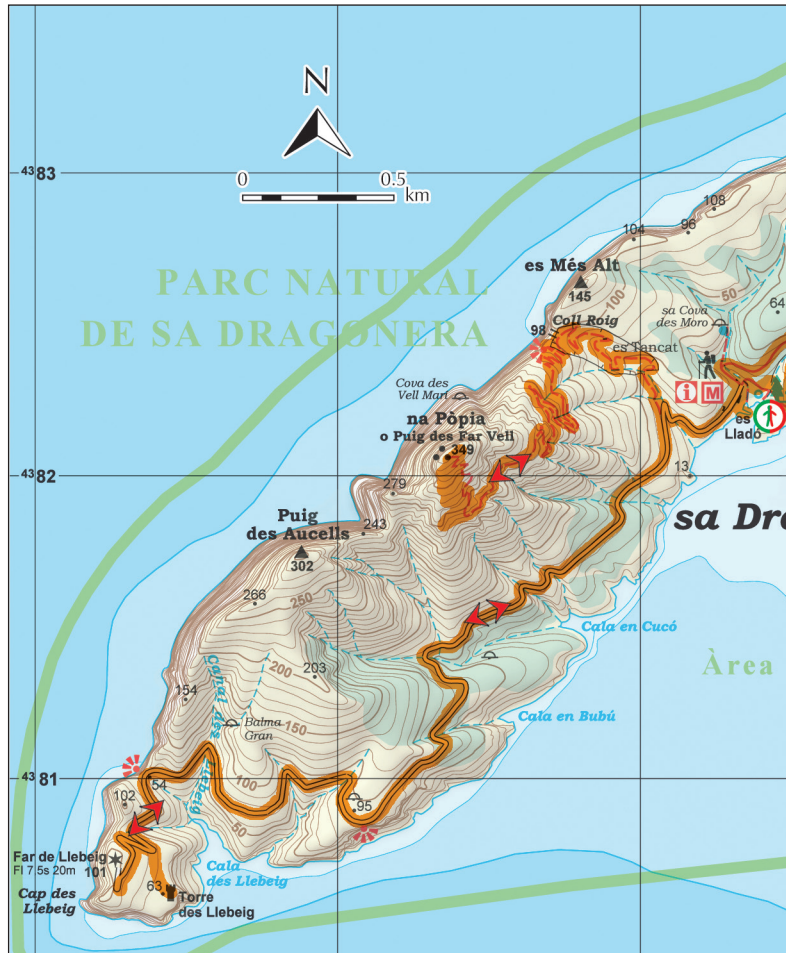 N
0
0.5
km
43 83
108
104
96
es Més Alt
145
100
50
64
PARC NATURAL
DE SA DRAGONERA
sa Cova
des Moro
98
Coll Roig
es Tancat
Cova des
Vell Marí
i
M
na Pòpia
o Puig des Far Vell
349
es
Lladó
43 82
279
13
Puig
des Aucells
302
243
sa Dra
266
250
Cala en Cucó
Àrea
203
200
Canal des Llebeig
154
Balma
Gran
150
Cala en Bubú
43 81
54
100
102
95
50
Far de Llebeig
Fl 7.5s 20m
101
Cala
des Llebeig
Cap des
Llebeig
63
Torre
des Llebeig